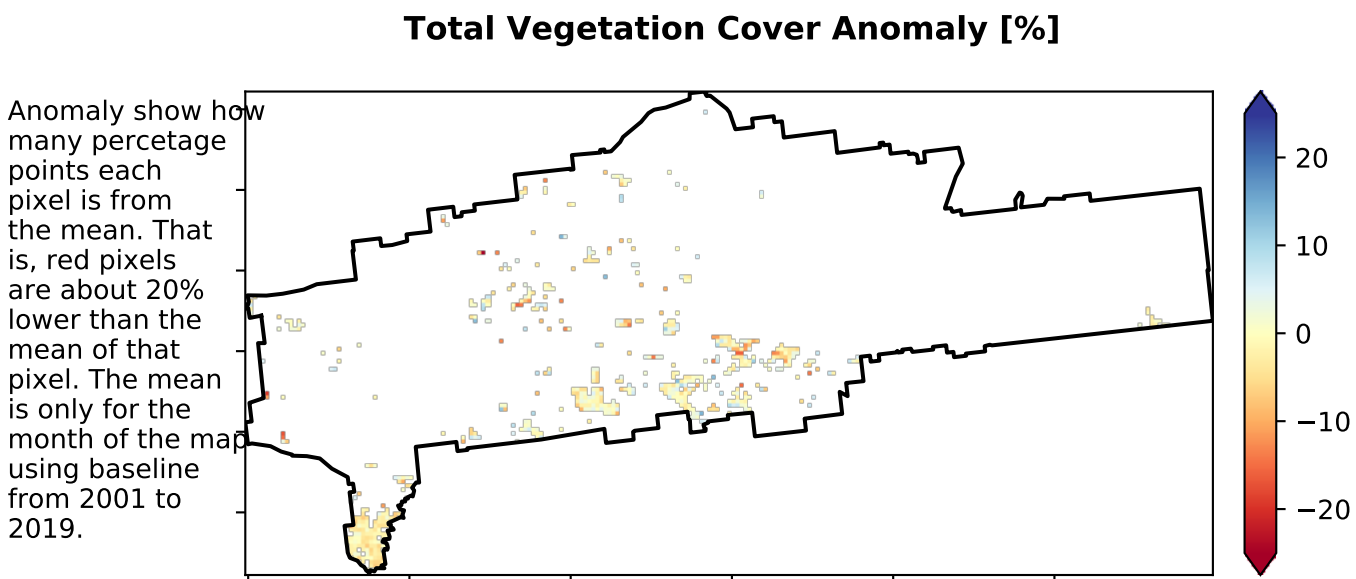 Total Vegetation Cover Anomaly [%]
Anomaly show how
many percetage
points each
pixel is from
the mean. That
is, red pixels
are about 20%
lower than the
mean of that
pixel. The mean
is only for the
month of the map
using baseline
from 2001 to
2019.
20
10
0
−10
−20